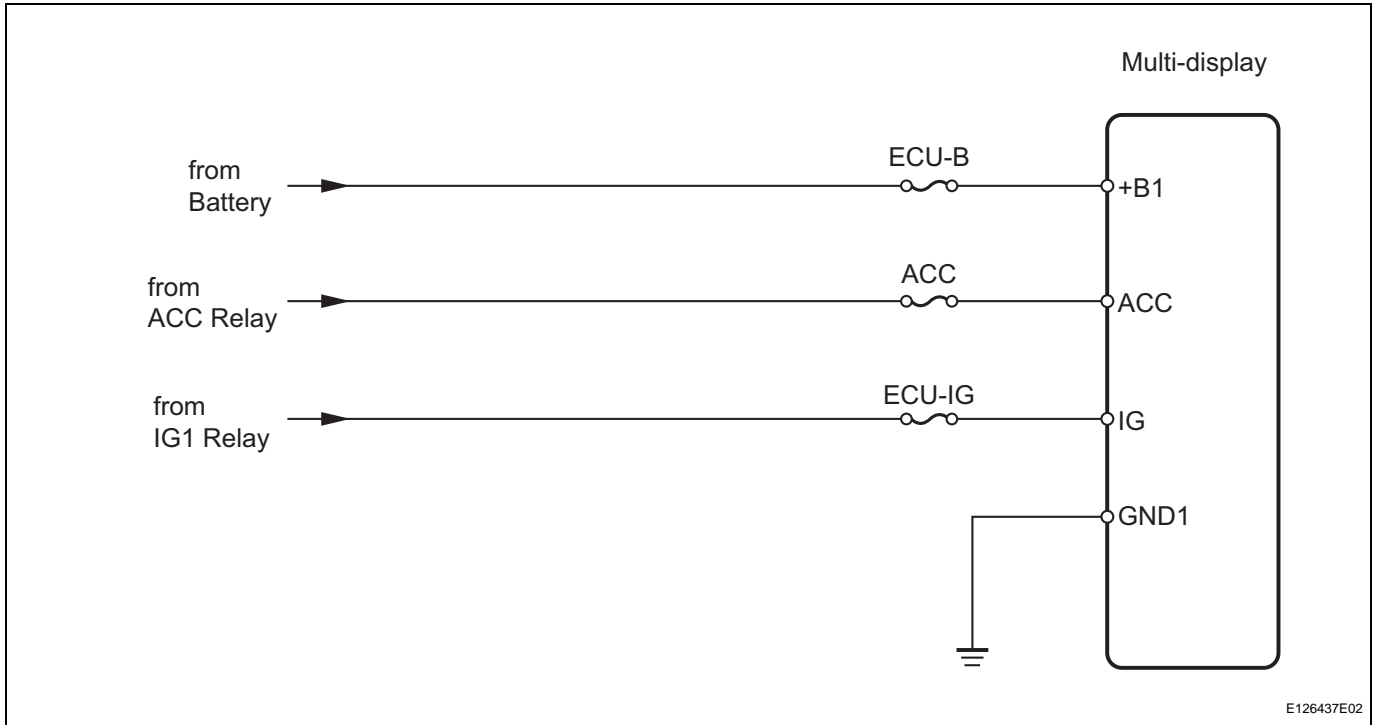 Multi-display
from
Battery
ECU-B
+B1
from
ACC Relay
ACC
ACC
from
IG1 Relay
ECU-IG
IG
GND1
E126437E02